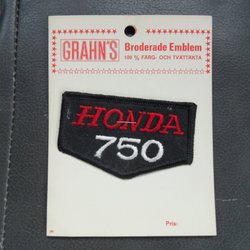 GRAHN'S
Broderade Emblem
100 % FÄRG- OCH TVÄTTÄKTA
HONDA
750
Pris: